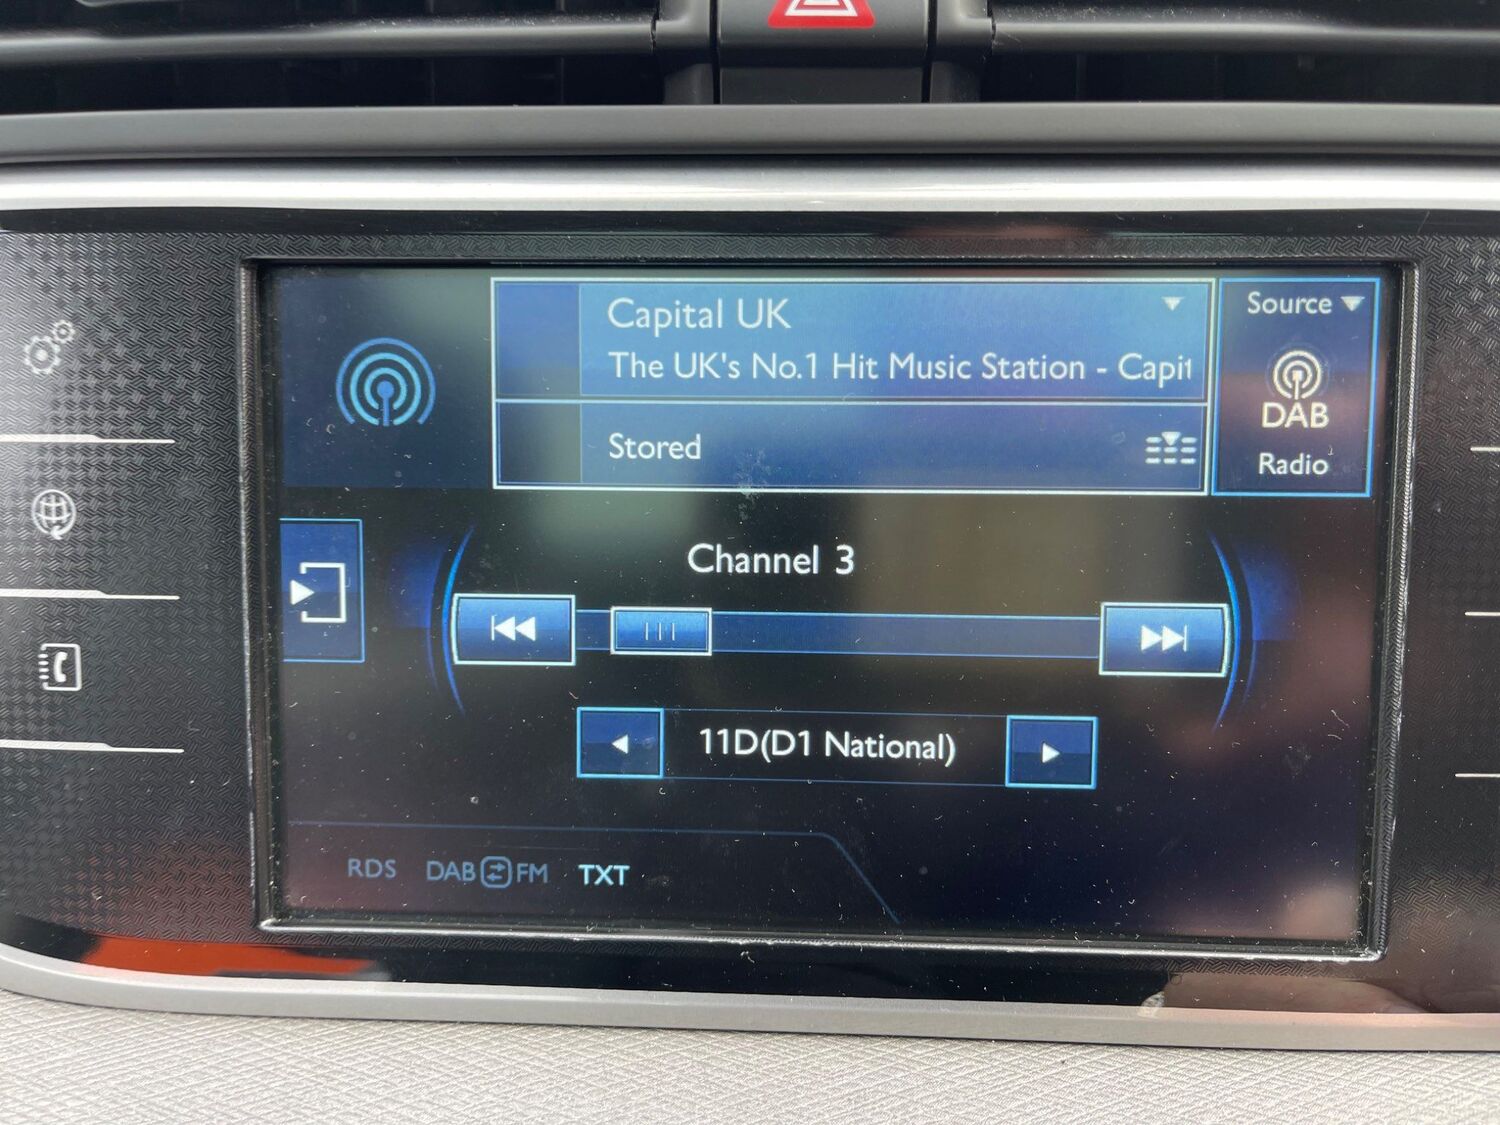 Capital UK
The UK's No.1 Hit Music Station - Capit
Source
DAB
Radio
Stored
Channel 3
11D(D1 National)
RDS DAB FM TXT